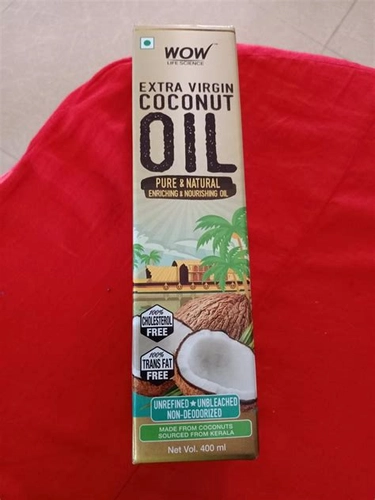 WOW
LIFE SCIENCE
EXTRA VIRGIN
COCONUT
OIL
PURE & NATURAL
ENRICHING & NOURISHING OIL
100%
CHOLESTEROL
FREE
100%
TRANS FAT
FREE
UNREFINED ★ UNBLEACHED
NON-DEODORIZED
MADE FROM COCONUTS
SOURCED FROM KERALA
Net Vol. 400 ml